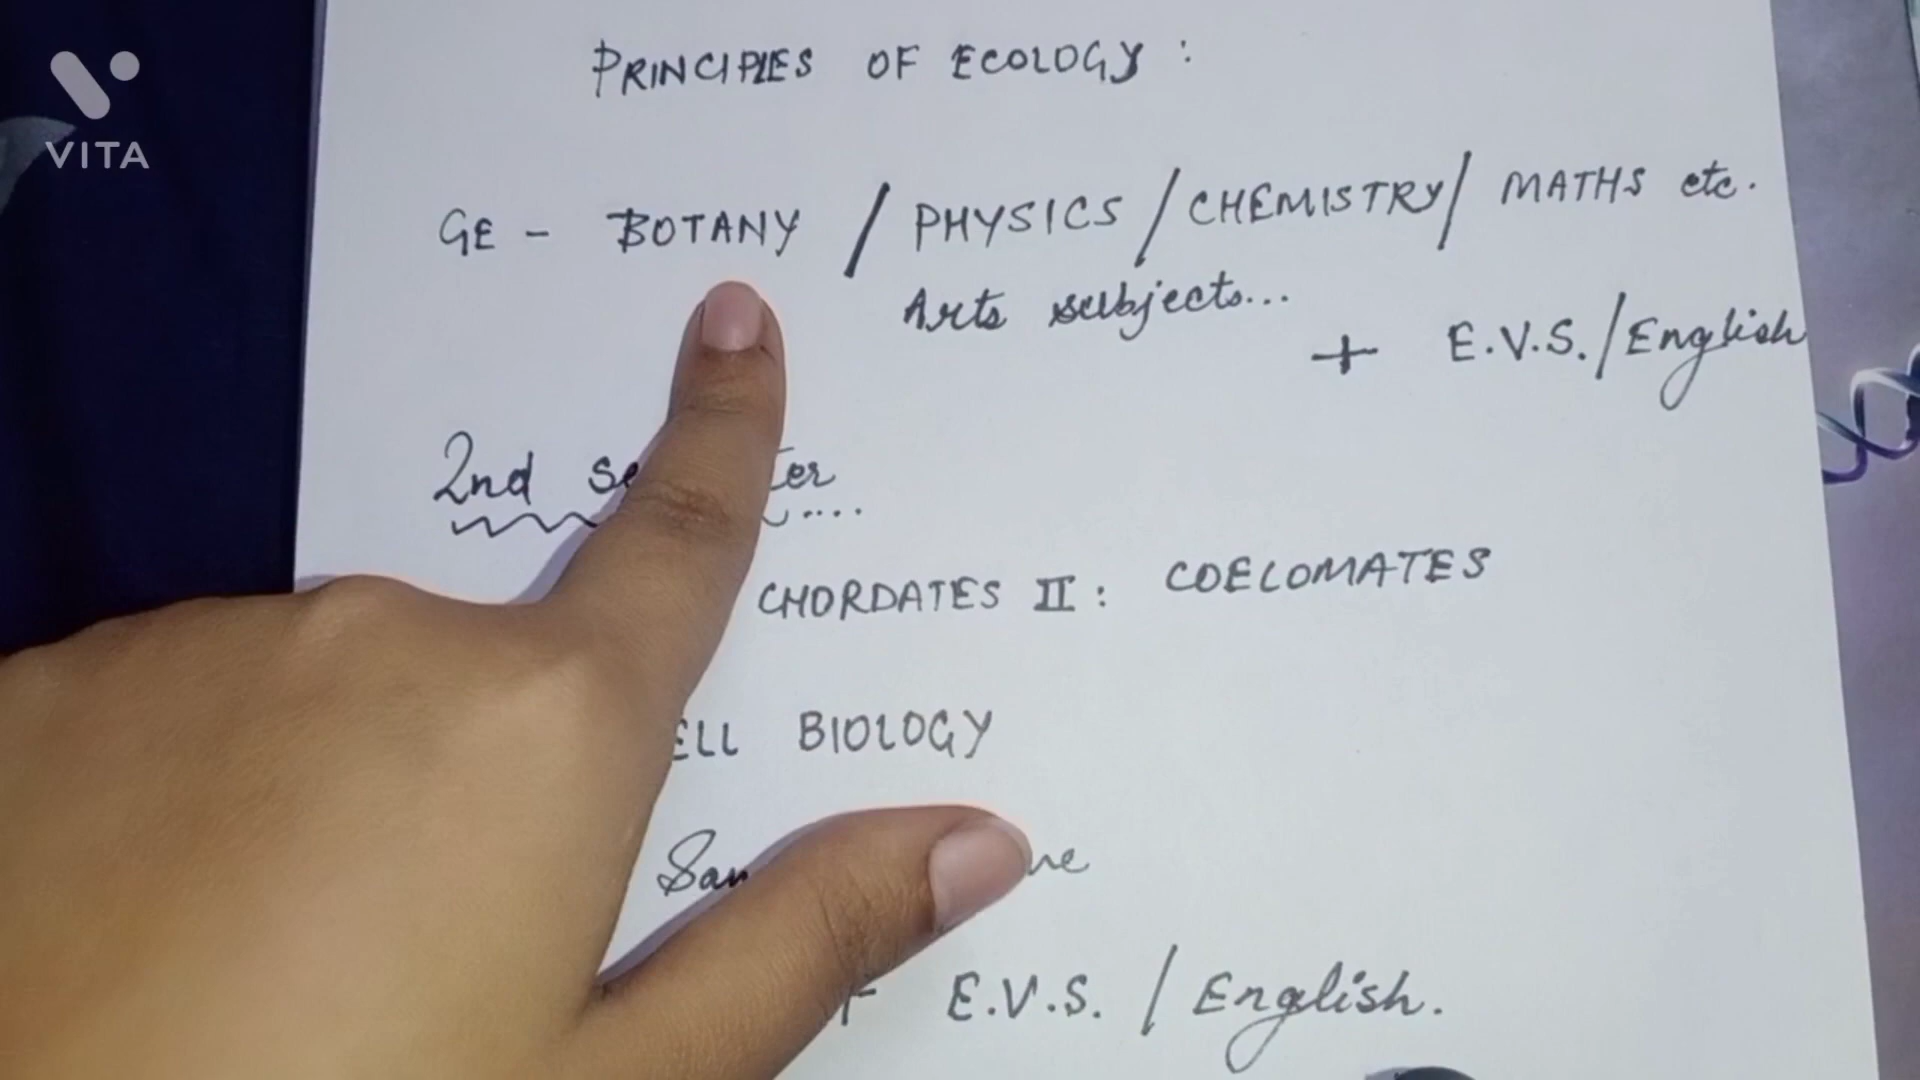 VITA
PRINCIPLES OF ECOLOGY :
GE - BOTANY / PHYSICS / CHEMISTRY / MATHS etc.
Arts subjects...
+ E.V.S. / English
2nd
CHORDATES II : COELOMATES
BIOLOGY
E.V.S. / English.